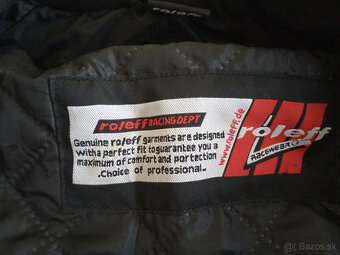 roleff
roleff RACING DEPT
Genuine roleff garments are designed
with a perfect fit to guarantee you a
maximum of comfort and portection
.Choice of professional..
www.roleff.de
roleff
RACEWEAR
Bazos.sk